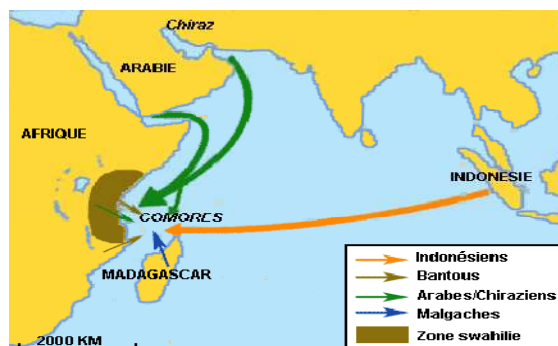 Chiraz
ARABIE
AFRIQUE
INDONESIE
COMORES
MADAGASCAR
2000 KM
Indonésiens
Bantous
Arabes/Chiraziens
Malgaches
Zone swahilie